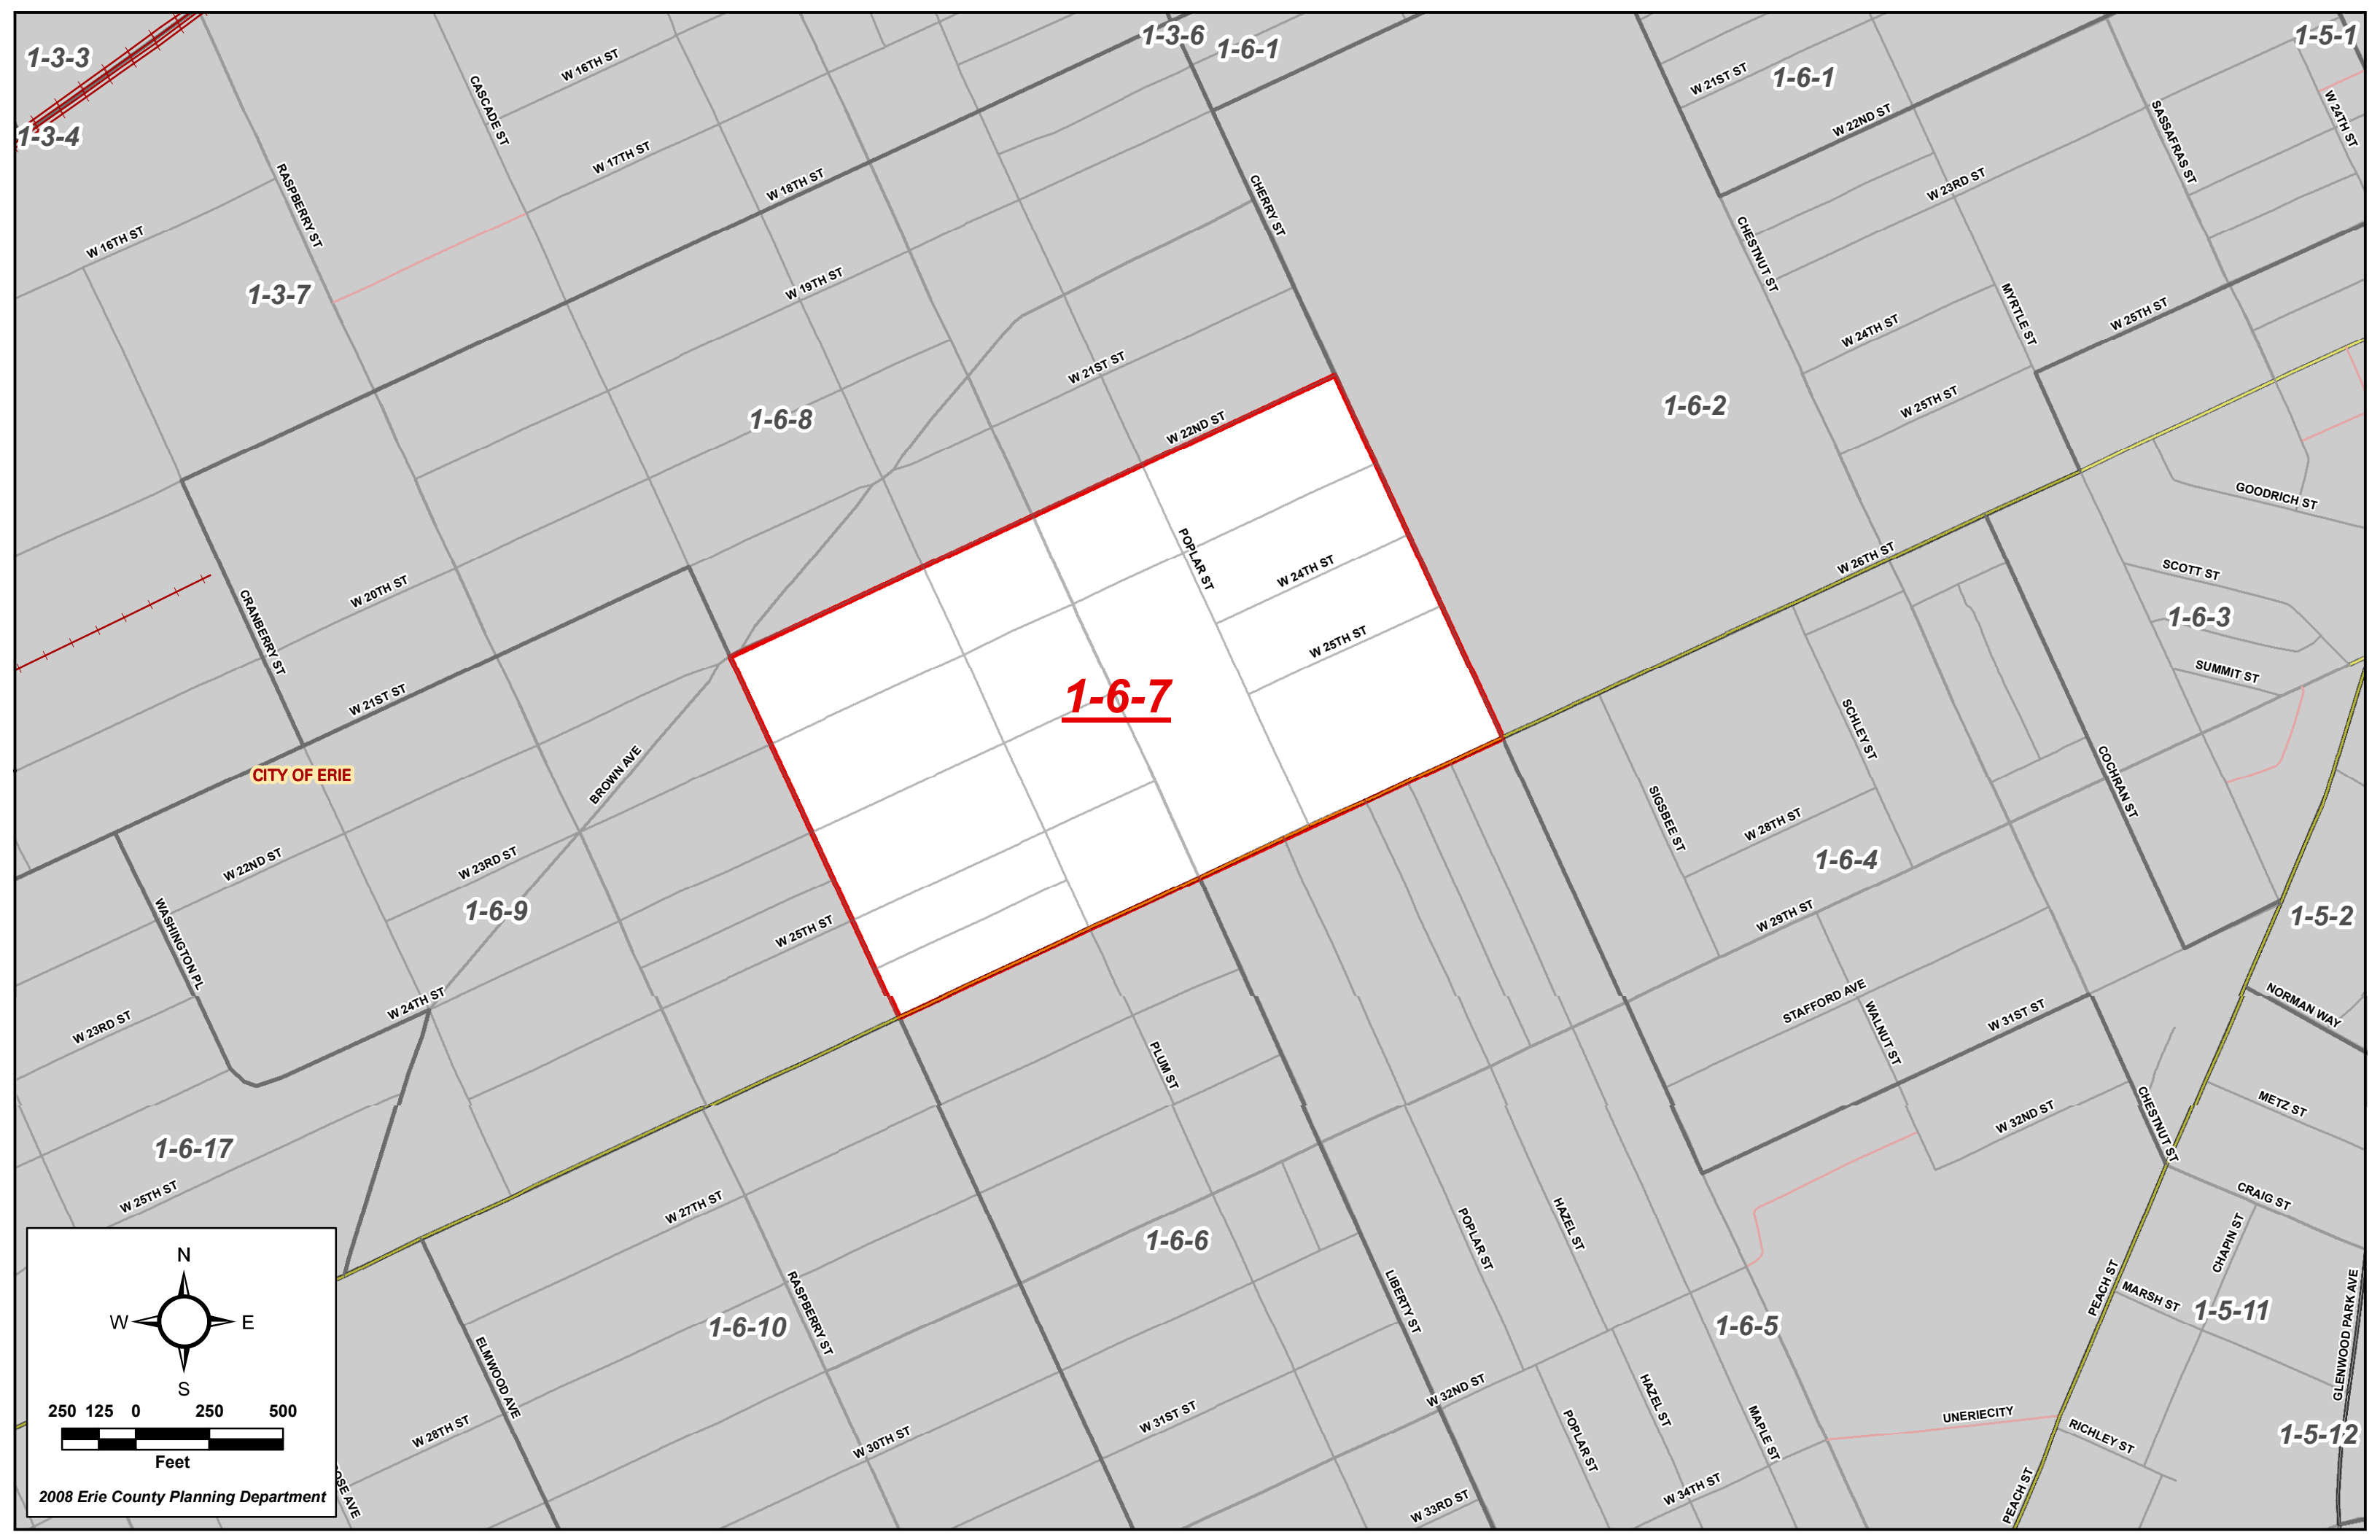 1-3-3
1-3-6
1-6-1
1-5-1
W 16TH ST
CASCADE ST
W 21ST ST
1-6-1
1-3-4
W 22ND ST
SASSAFRAS ST
W 24TH ST
W 17TH ST
W 18TH ST
RASPBERRY ST
CHERRY ST
W 23RD ST
W 16TH ST
CHESTNUT ST
1-3-7
W 19TH ST
MYRTLE ST
W 25TH ST
W 24TH ST
W 21ST ST
1-6-8
1-6-2
W 25TH ST
W 22ND ST
GOODRICH ST
POPLAR ST
W 26TH ST
W 24TH ST
SCOTT ST
W 20TH ST
CRANBERRY ST
1-6-3
W 25TH ST
SUMMIT ST
1-6-7
W 21ST ST
SCHLEY ST
CITY OF ERIE
BROWN AVE
COCHRAN ST
SIGSBEE ST
W 28TH ST
W 22ND ST
W 23RD ST
1-6-4
1-6-9
W 29TH ST
1-5-2
WASHINGTON PL
W 25TH ST
W 24TH ST
STAFFORD AVE
NORMAN WAY
W 23RD ST
WALNUT ST
W 31ST ST
PLUM ST
METZ ST
W 32ND ST
CHESTNUT ST
1-6-17
W 25TH ST
W 27TH ST
CRAIG ST
1-6-6
POPLAR ST
HAZEL ST
CHAPIN ST
N
W
E
S
RASPBERRY ST
LIBERTY ST
PEACH ST
MARSH ST
1-5-11
GLENWOOD PARK AVE
1-6-10
1-6-5
ELMWOOD AVE
W 32ND ST
HAZEL ST
250 125 0 250 500
Feet
W 28TH ST
W 30TH ST
W 31ST ST
POPLAR ST
MAPLE ST
UNERIECITY
RICHLEY ST
1-5-12
2008 Erie County Planning Department
OSE AVE
W 33RD ST
W 34TH ST
PEACH ST